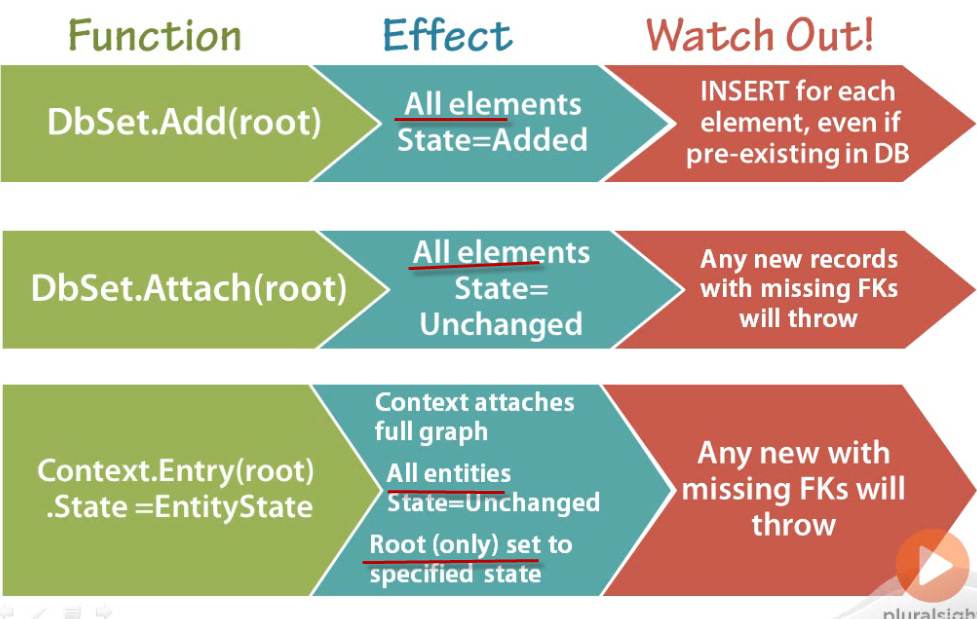 Function
Effect
Watch Out!
DbSet.Add(root)
All elements
State=Added
INSERT for each
element, even if
pre-existing in DB
DbSet.Attach(root)
All elements
State=
Unchanged
Any new records
with missing FKs
will throw
Context.Entry(root)
.State =EntityState
Context attaches
full graph
All entities
State=Unchanged
Root (only) set to
specified state
Any new with
missing FKs will
throw
pluralsight